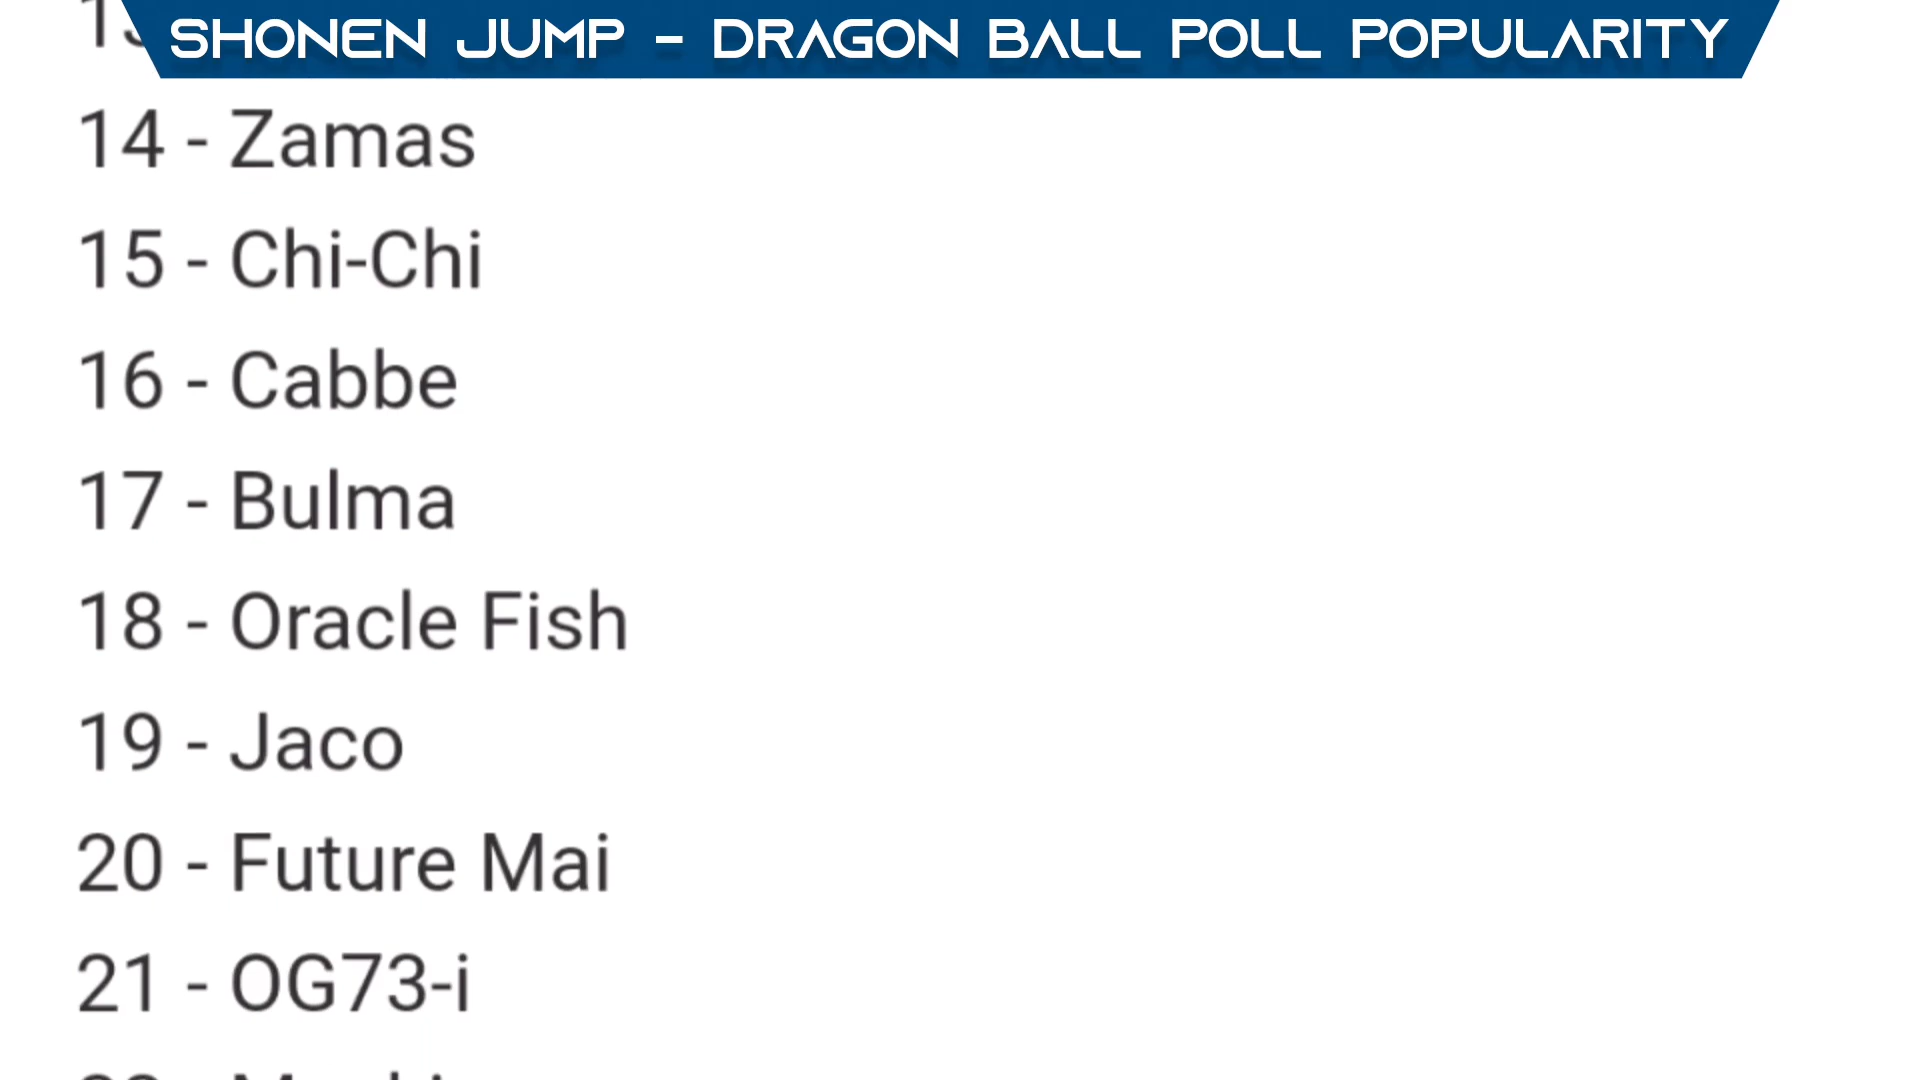 SHONEN JUMP - DRAGON BALL POLL POPULARITY
14 - Zamas
15 - Chi-Chi
16 - Cabbe
17 - Bulma
18 - Oracle Fish
19 - Jaco
20 - Future Mai
21 - OG73-i